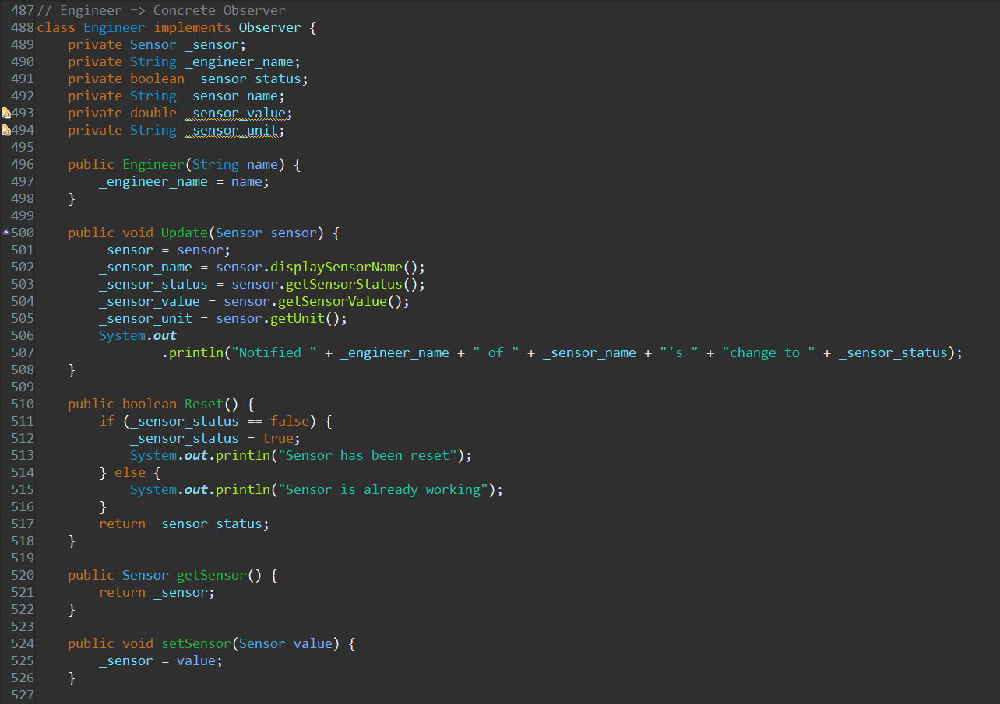 487// Engineer => Concrete Observer
488class Engineer implements Observer {
489    private Sensor _sensor;
490    private String _engineer_name;
491    private boolean _sensor_status;
492    private String _sensor_name;
493    private double _sensor_value;
494    private String _sensor_unit;
495
496    public Engineer(String name) {
497        _engineer_name = name;
498    }
499
500    public void Update(Sensor sensor) {
501        _sensor = sensor;
502        _sensor_name = sensor.displaySensorName();
503        _sensor_status = sensor.getSensorStatus();
504        _sensor_value = sensor.getSensorValue();
505        _sensor_unit = sensor.getUnit();
506        System.out
507                .println("Notified " + _engineer_name + " of " + _sensor_name + "'s " + "change to " + _sensor_status);
508    }
509
510    public boolean Reset() {
511        if (_sensor_status == false) {
512            _sensor_status = true;
513            System.out.println("Sensor has been reset");
514        } else {
515            System.out.println("Sensor is already working");
516        }
517        return _sensor_status;
518    }
519
520    public Sensor getSensor() {
521        return _sensor;
522    }
523
524    public void setSensor(Sensor value) {
525        _sensor = value;
526    }
527